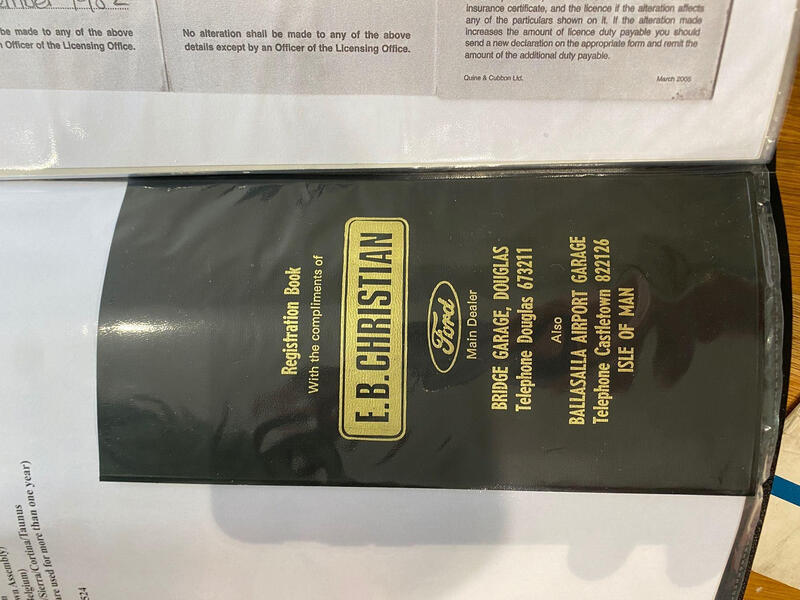 1982
be made to any of the above
Officer of the Licensing Office.
No alteration shall be made to any of the above
details except by an Officer of the Licensing Office.
insurance certificate, and the licence if the alteration affects
any of the particulars shown on it. If the alteration made
increases the amount of licence duty payable you should
send a new declaration on the appropriate form and remit the
amount of the additional duty payable.
Quine & Cubbon Ltd.
March 2005
Registration Book
With the compliments of
E.B.CHRISTIAN
Ford
Main Dealer
BRIDGE GARAGE, DOUGLAS
Telephone Douglas 673211
Also
BALLASALLA AIRPORT GARAGE
Telephone Castletown 822126
ISLE OF MAN
Assembly)
/Sierra/Cortina/Taunus
are used for more than one year)
524